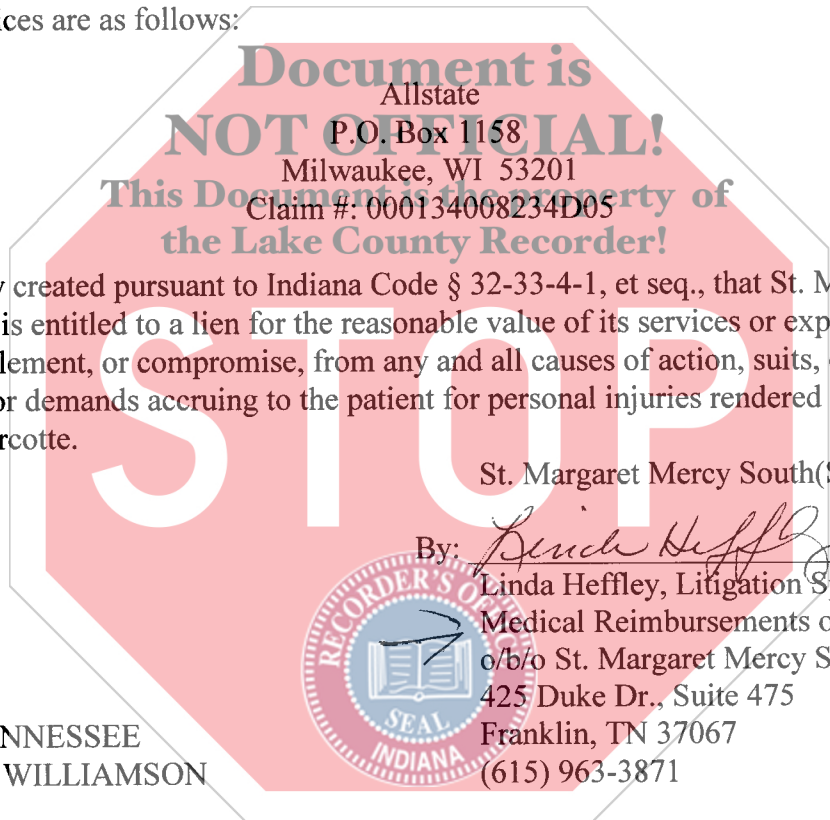 ices are as follows:
Document is
Allstate
NOT OFFICIAL!
P.O. Box 1158
Milwaukee, WI 53201
This Document is the property of
Claim #: 000134008234D05
the Lake County Recorder!
y created pursuant to Indiana Code § 32-33-4-1, et seq., that St. M
is entitled to a lien for the reasonable value of its services or exp
lement, or compromise, from any and all causes of action, suits,
or demands accruing to the patient for personal injuries rendered
rcotte.
STOP
St. Margaret Mercy South(S
By: Linda Heffley
Linda Heffley, Litigation Sp
Medical Reimbursements o
o/b/o St. Margaret Mercy S
425 Duke Dr., Suite 475
Franklin, TN 37067
(615) 963-3871
RECORDER'S OFFICE
SEAL
INDIANA
NNESSEE
WILLIAMSON